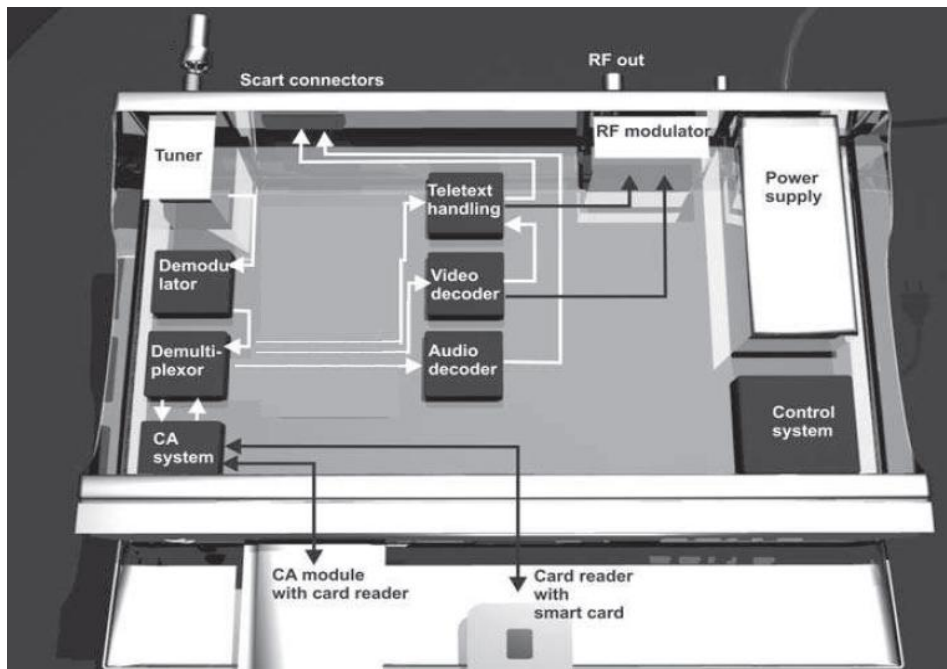 RF out
Scart connectors
RF modulator
Tuner
Teletext
handling
Power
supply
Demodu
lator
Video
decoder
Demulti-
plexor
Audio
decoder
Control
system
CA
system
CA module
with card reader
Card reader
with
smart card